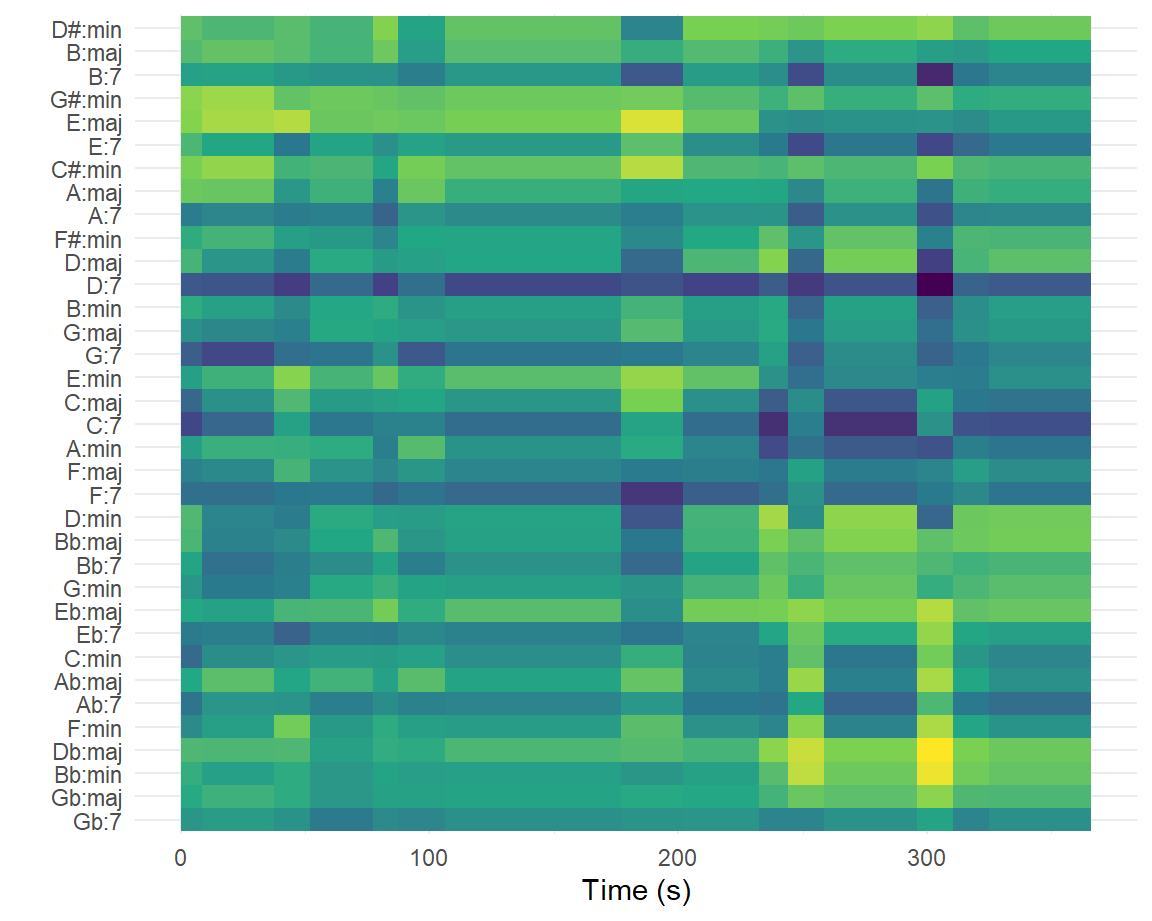 D#:min
B:maj
B:7
G#:min
E:maj
E:7
C#:min
A:maj
A:7
F#:min
D:maj
D:7
B:min
G:maj
G:7
E:min
C:maj
C:7
A:min
F:maj
F:7
D:min
Bb:maj
Bb:7
G:min
Eb:maj
Eb:7
C:min
Ab:maj
Ab:7
F:min
Db:maj
Bb:min
Gb:maj
Gb:7
0 100 200 300
Time (s)